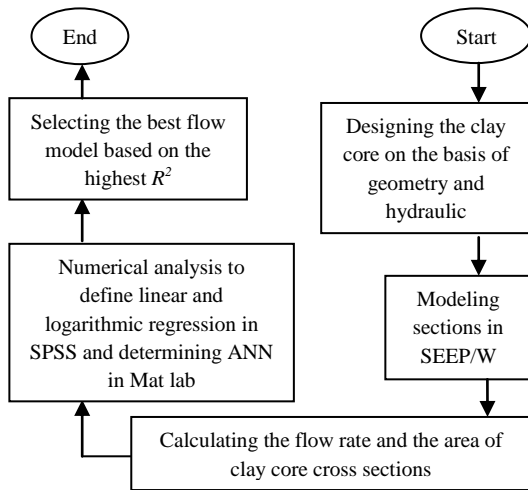 Start
Designing the clay
core on the basis of
geometry and
hydraulic
Modeling
sections in
SEEP/W
Calculating the flow rate and the area of
clay core cross sections
Numerical analysis to
define linear and
logarithmic regression in
SPSS and determining ANN
in Mat lab
Selecting the best flow
model based on the
highest R²
End